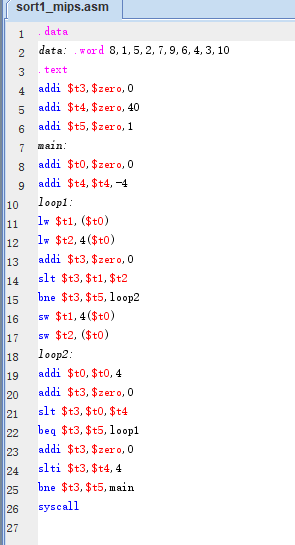 sort1_mips.asm
1 .data
2 data: .word 8,1,5,2,7,9,6,4,3,10
3 .text
4 addi $t3,$zero,0
5 addi $t4,$zero,40
6 addi $t5,$zero,1
7 main:
8 addi $t0,$zero,0
9 addi $t4,$t4,-4
10 loop1:
11 lw $t1,($t0)
12 lw $t2,4($t0)
13 addi $t3,$zero,0
14 slt $t3,$t1,$t2
15 bne $t3,$t5,loop2
16 sw $t1,4($t0)
17 sw $t2,($t0)
18 loop2:
19 addi $t0,$t0,4
20 addi $t3,$zero,0
21 slt $t3,$t0,$t4
22 beq $t3,$t5,loop1
23 addi $t3,$zero,0
24 slti $t3,$t4,4
25 bne $t3,$t5,main
26 syscall
27